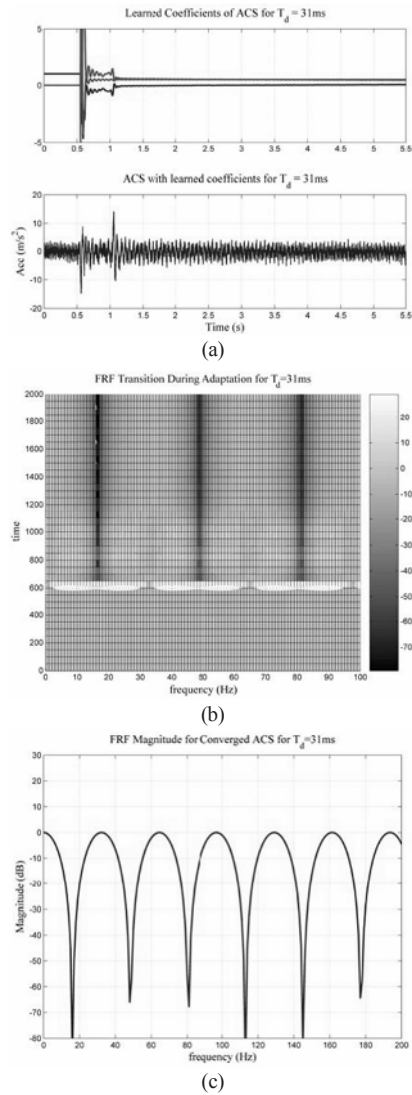 Learned Coefficients of ACS for T_d = 31ms
5
0
-5
0 0.5 1 1.5 2 2.5 3 3.5 4 4.5 5 5.5
ACS with learned coefficients for T_d = 31ms
20
10
0
-10
-20
Acc (m/s²)
0 0.5 1 1.5 2 2.5 3 3.5 4 4.5 5 5.5
Time (s)
(a)
FRF Transition During Adaptation for T_d=31ms
2000
1800
1600
1400
1200
1000
800
600
400
200
0
time
0 10 20 30 40 50 60 70 80 90 100
frequency (Hz)
20
10
0
-10
-20
-30
-40
-50
-60
-70
(b)
FRF Magnitude for Converged ACS for T_d=31ms
30
20
10
0
-10
-20
-30
-40
-50
-60
-70
-80
Magnitude (dB)
0 20 40 60 80 100 120 140 160 180 200
frequency (Hz)
(c)